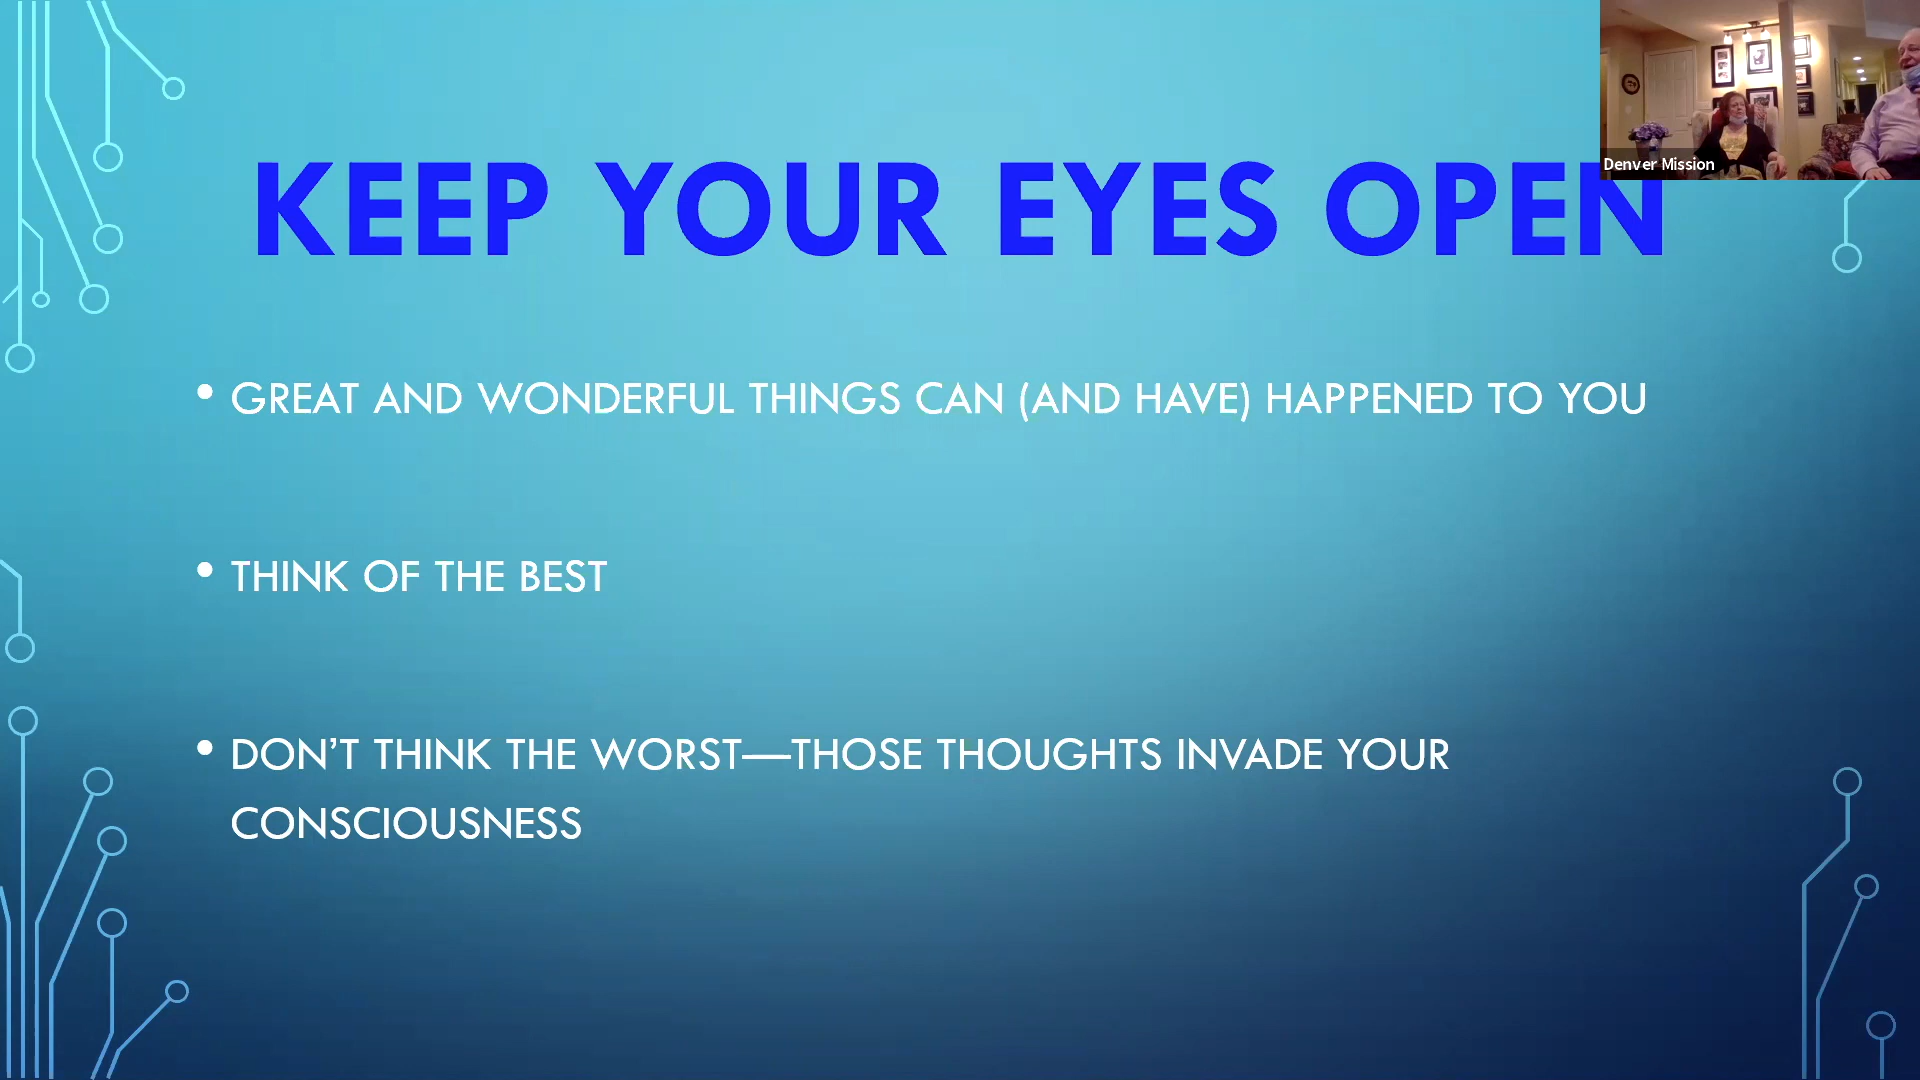 Denver Mission
KEEP YOUR EYES OPEN
• GREAT AND WONDERFUL THINGS CAN (AND HAVE) HAPPENED TO YOU
• THINK OF THE BEST
• DON’T THINK THE WORST—THOSE THOUGHTS INVADE YOUR
CONSCIOUSNESS